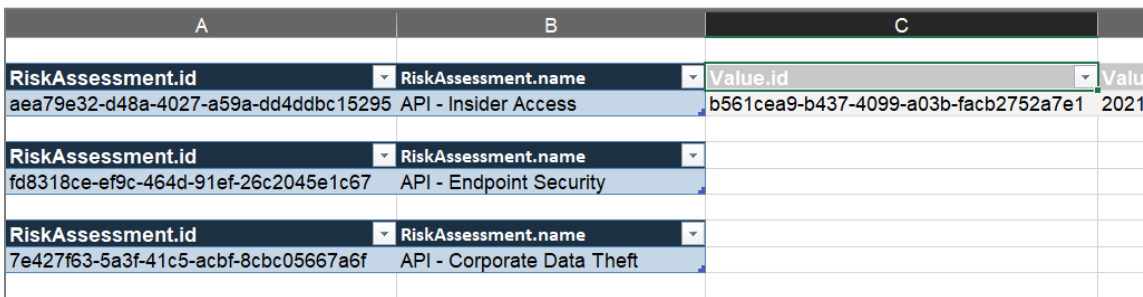 A B C
RiskAssessment.id RiskAssessment.name Value.id Valu
aea79e32-d48a-4027-a59a-dd4ddbc15295 API - Insider Access b561cea9-b437-4099-a03b-facb2752a7e1 2021
RiskAssessment.id RiskAssessment.name
fd8318ce-ef9c-464d-91ef-26c2045e1c67 API - Endpoint Security
RiskAssessment.id RiskAssessment.name
7e427f63-5a3f-41c5-acbf-8cbc05667a6f API - Corporate Data Theft